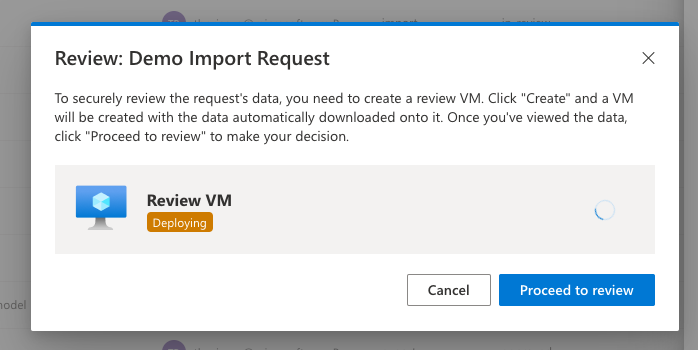 import
in_review
Review: Demo Import Request
To securely review the request's data, you need to create a review VM. Click "Create" and a VM
will be created with the data automatically downloaded onto it. Once you've viewed the data,
click "Proceed to review" to make your decision.
Review VM
Deploying
Cancel
Proceed to review
model